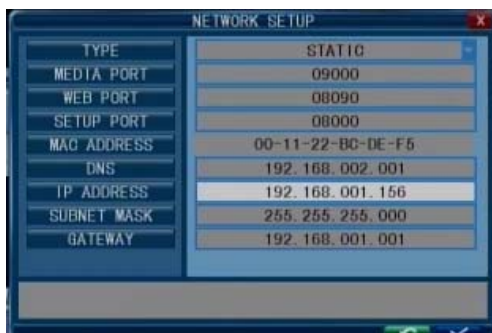 NETWORK SETUP
TYPE STATIC
MEDIA PORT 09000
WEB PORT 08090
SETUP PORT 08000
MAC ADDRESS 00-11-22-BC-DE-F5
DNS 192.168.002.001
IP ADDRESS 192.168.001.156
SUBNET MASK 255.255.255.000
GATEWAY 192.168.001.001